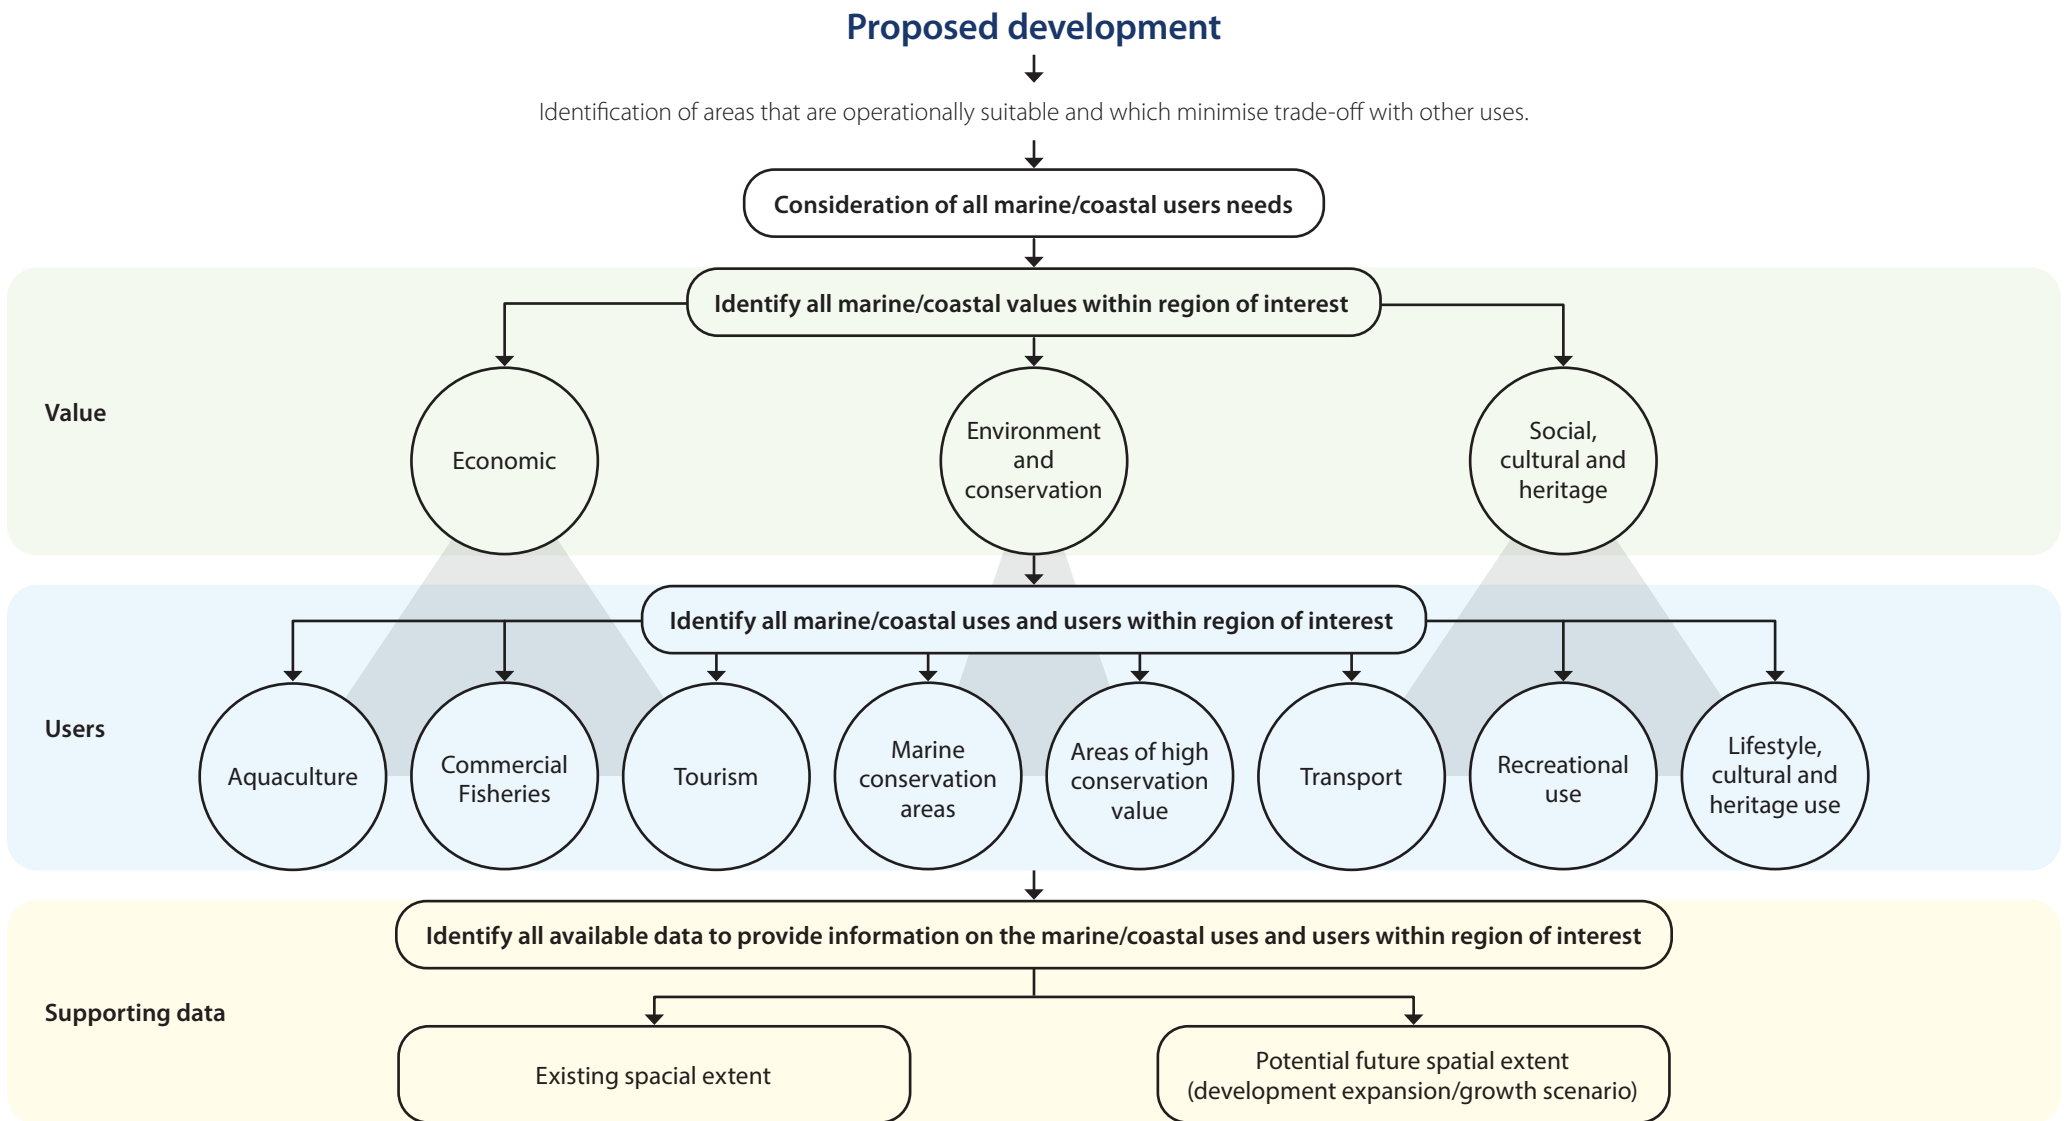 Proposed development
Identification of areas that are operationally suitable and which minimise trade-off with other uses.
Consideration of all marine/coastal users needs
Identify all marine/coastal values within region of interest
Value
Economic
Environment
and
conservation
Social,
cultural and
heritage
Identify all marine/coastal uses and users within region of interest
Users
Aquaculture
Commercial
Fisheries
Tourism
Marine
conservation
areas
Areas of high
conservation
value
Transport
Recreational
use
Lifestyle,
cultural and
heritage use
Identify all available data to provide information on the marine/coastal uses and users within region of interest
Supporting data
Existing spacial extent
Potential future spatial extent
(development expansion/growth scenario)